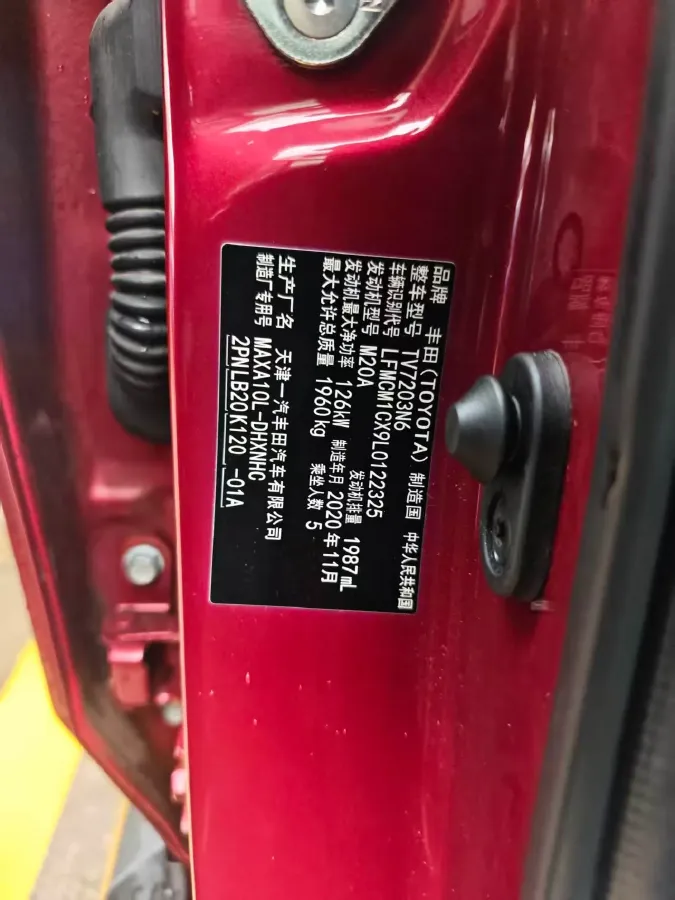 品牌 丰田(TOYOTA) 制造国 中华人民共和国
整车型号 TV7203M6
车辆识别代号 LFMCM1CX9L0122325
发动机型号 M20A 发动机排量 1987mL
发动机最大净功率 126kW 制造年月 2020年11月
最大允许总质量 1960kg 乘坐人数 5
生产厂名 天津一汽丰田汽车有限公司
制造厂专用号 MAXA10L-DHXNHC
2PN1LB20K120 -01A